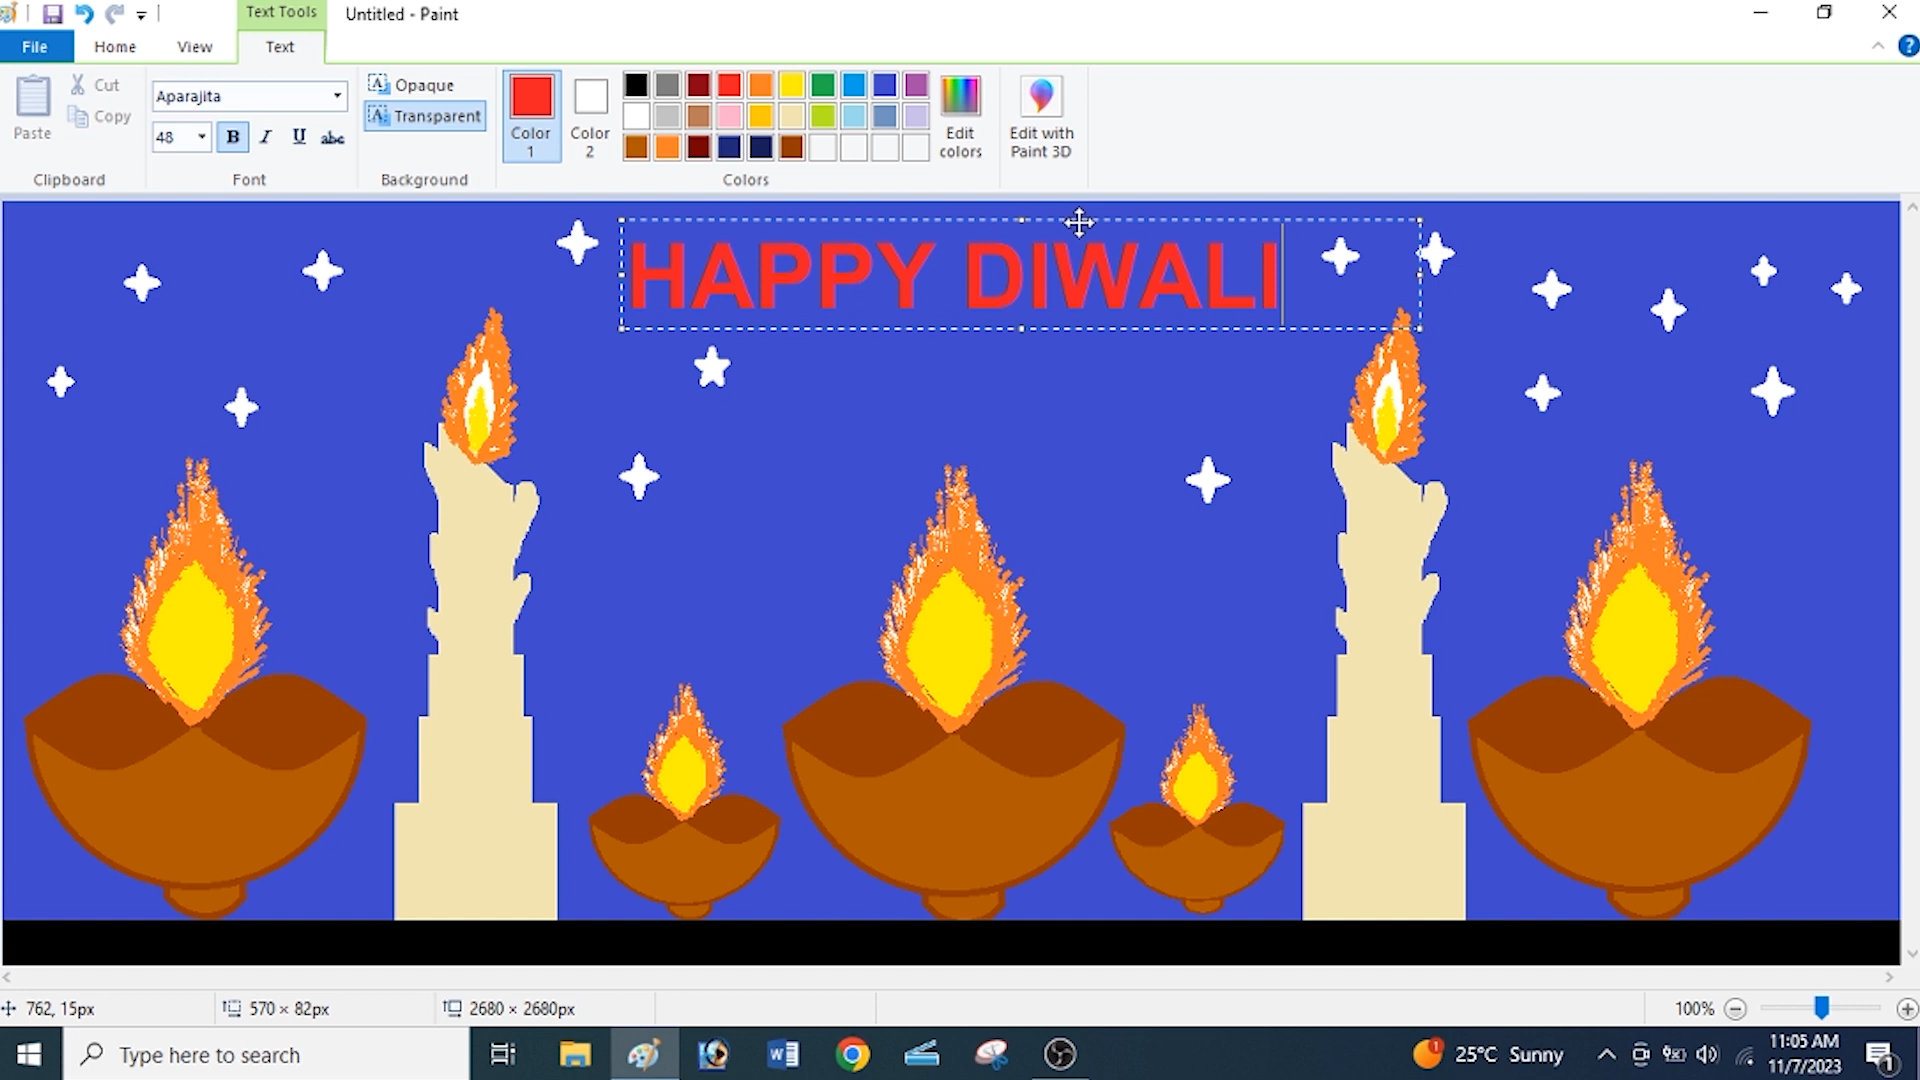 Text Tools
Untitled - Paint
File
Home
View
Text
Paste
Cut
Copy
Clipboard
Aparajita
48
B
I
U
abc
Font
Opaque
Transparent
Background
Color
1
Color
2
Edit
colors
Edit with
Paint 3D
Colors
HAPPY DIWALI
762, 15px
570 × 82px
2680 × 2680px
100%
Type here to search
25°C Sunny
11:05 AM
11/7/2023